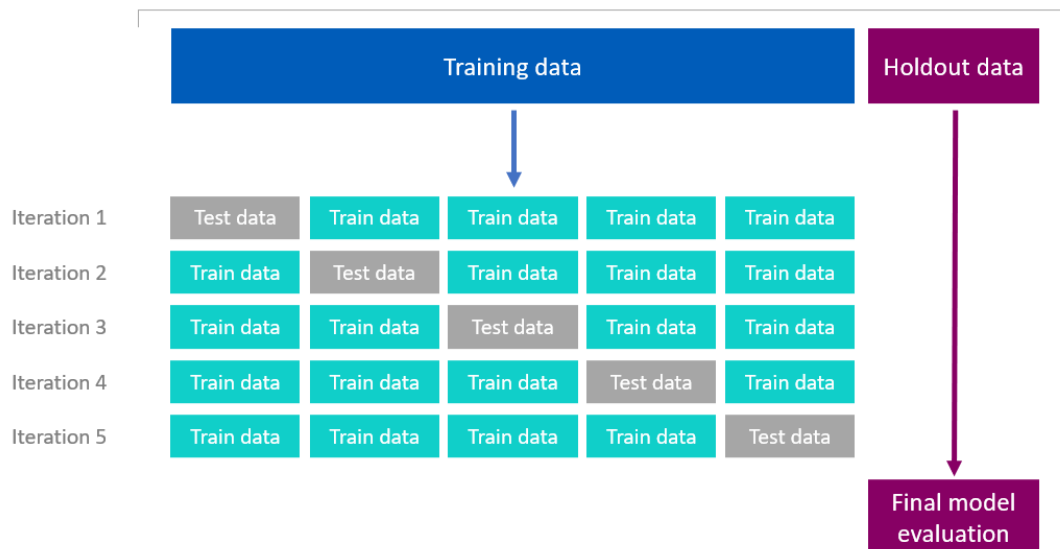 Training data
Holdout data
Iteration 1
Test data
Train data
Train data
Train data
Train data
Iteration 2
Train data
Test data
Train data
Train data
Train data
Iteration 3
Train data
Train data
Test data
Train data
Train data
Iteration 4
Train data
Train data
Train data
Test data
Train data
Iteration 5
Train data
Train data
Train data
Train data
Test data
Final model
evaluation